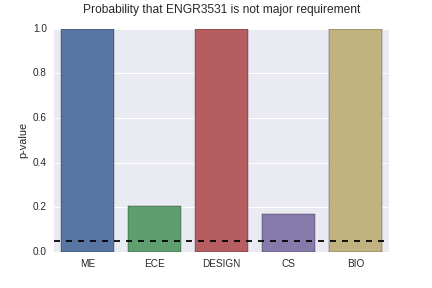 Probability that ENGR3531 is not major requirement
1.0
0.8
0.6
0.4
0.2
0.0
p-value
ME ECE DESIGN CS BIO